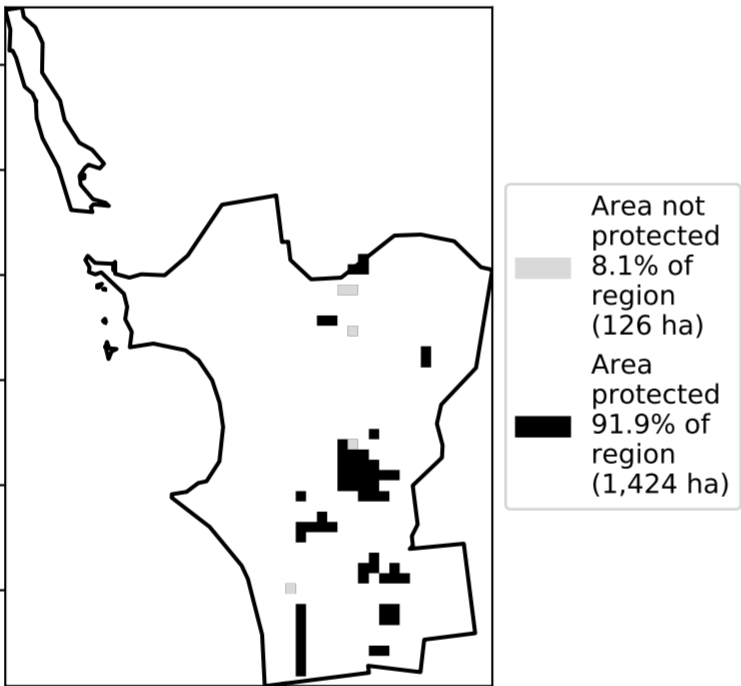 Area not
protected
8.1% of
region
(126 ha)
Area
protected
91.9% of
region
(1,424 ha)